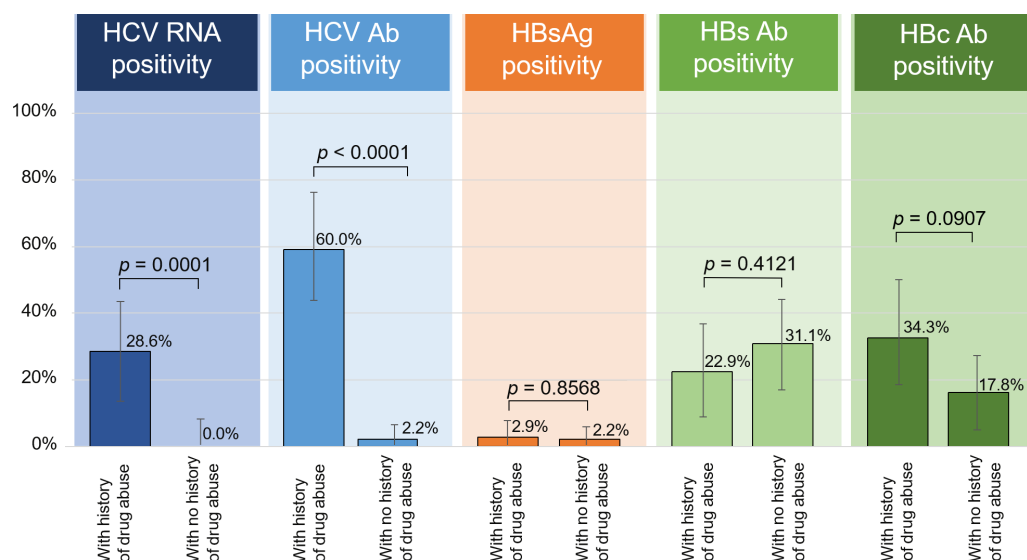 HCV RNA
positivity
HCV Ab
positivity
HBsAg
positivity
HBs Ab
positivity
HBc Ab
positivity
100%
80%
60%
40%
20%
0%
p = 0.0001
28.6%
0.0%
p < 0.0001
60.0%
2.2%
p = 0.8568
2.9%
2.2%
p = 0.4121
22.9%
31.1%
p = 0.0907
34.3%
17.8%
With history
of drug abuse
With no history
of drug abuse
With history
of drug abuse
With no history
of drug abuse
With history
of drug abuse
With no history
of drug abuse
With history
of drug abuse
With no history
of drug abuse
With history
of drug abuse
With no history
of drug abuse